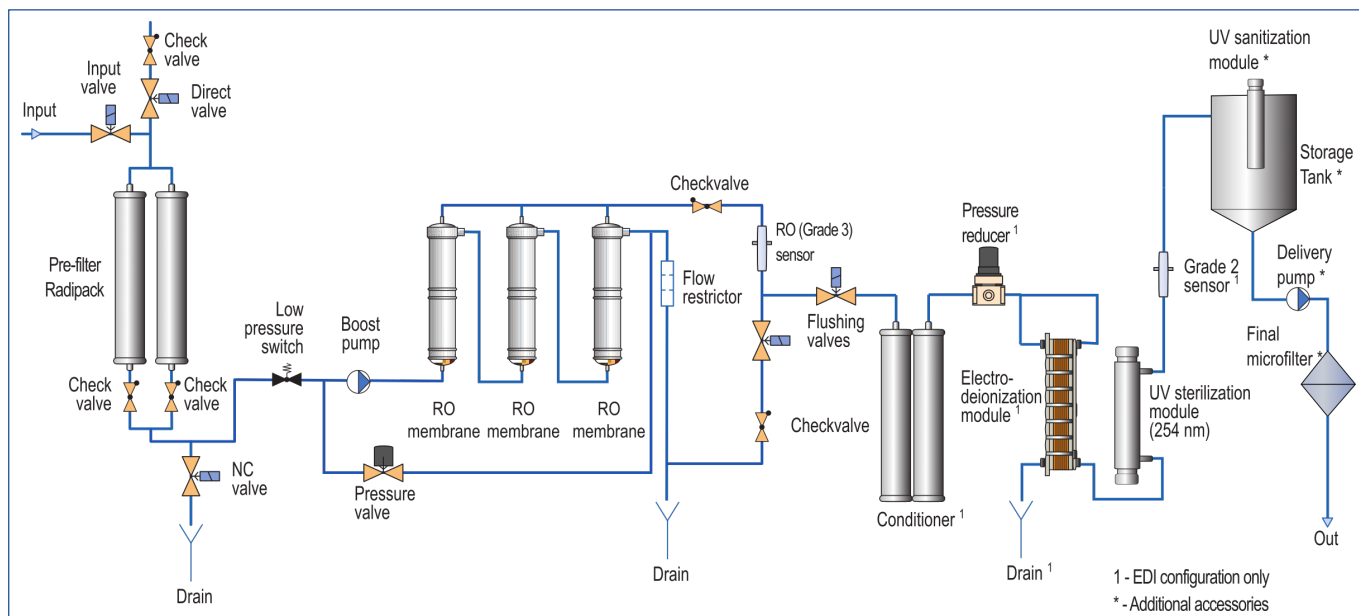 Check
valve
Input
valve
Direct
valve
Input
Pre-filter
Radipack
Check
valve
Check
valve
NC
valve
Drain
Low
pressure
switch
Boost
pump
Pressure
valve
RO
membrane
RO
membrane
RO
membrane
Checkvalve
RO (Grade 3)
sensor
Flow
restrictor
Flushing
valves
Checkvalve
Drain
Conditioner 1
Pressure
reducer 1
Electro-
deionization
module 1
Drain 1
UV sterilization
module
(254 nm)
Grade 2
sensor 1
UV sanitization
module *
Storage
Tank *
Delivery
pump *
Final
microfilter *
Out
1 - EDI configuration only
* - Additional accessories